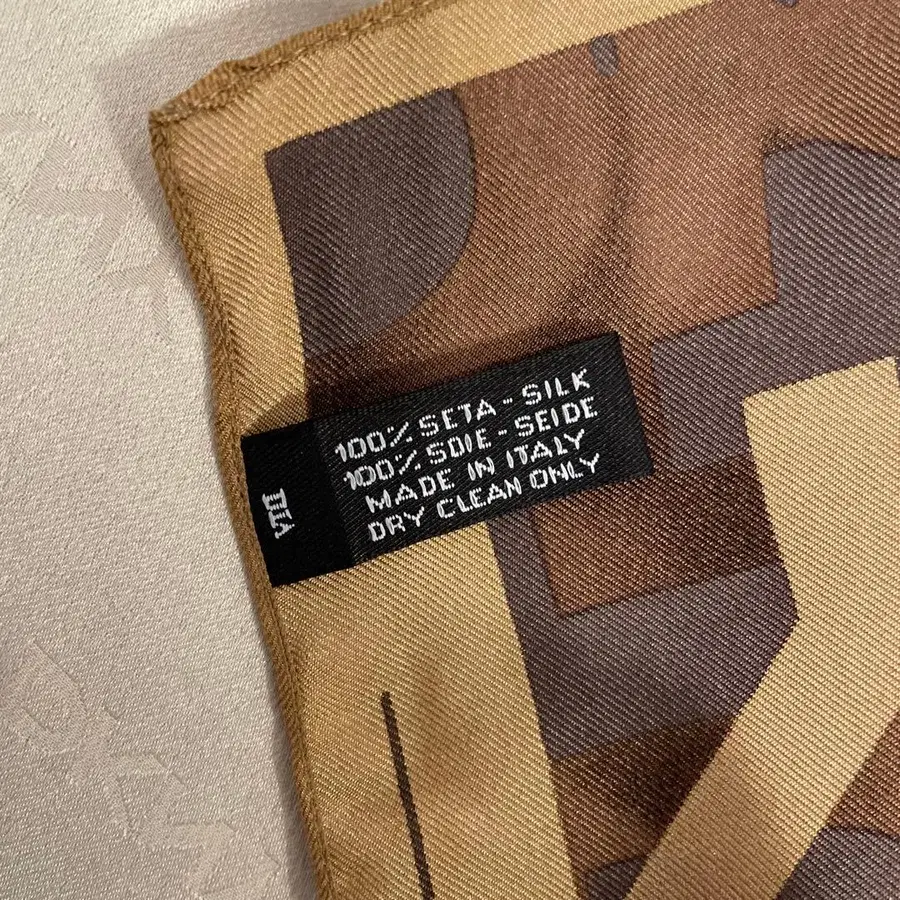 100% SETA - SILK
100% SOIE - SEIDE
MADE IN ITALY
DRY CLEAN ONLY